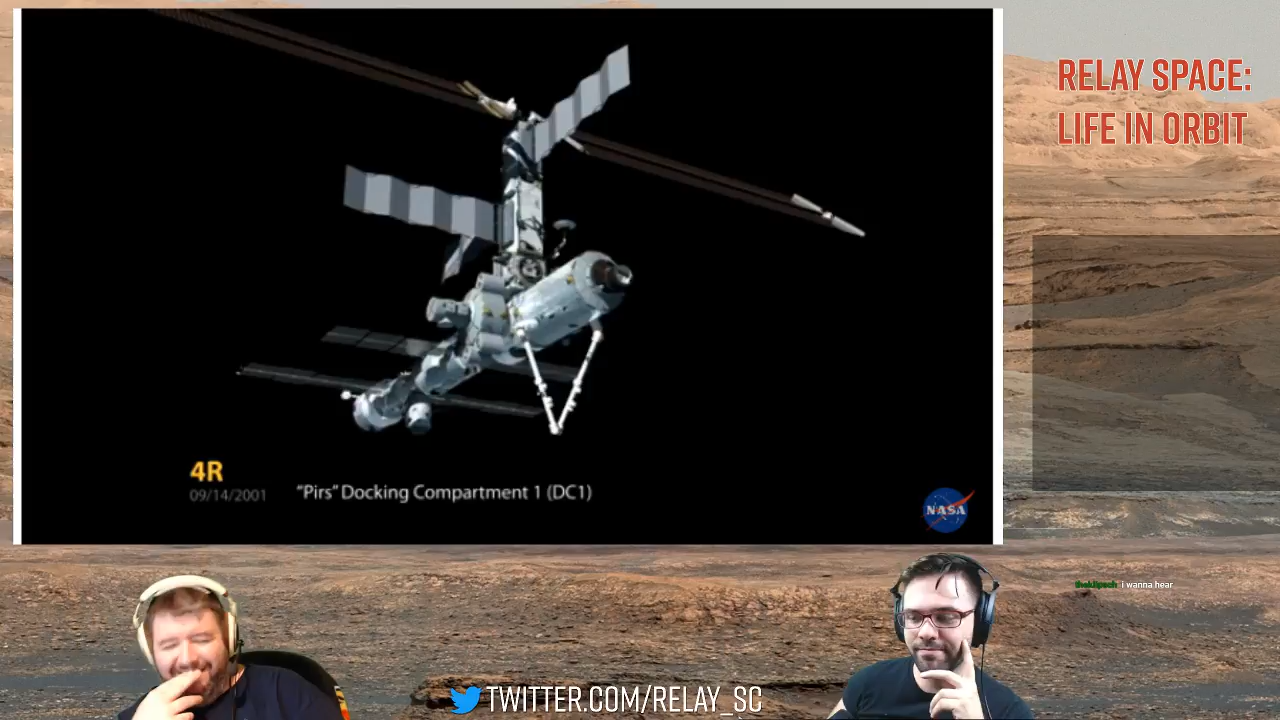 RELAY SPACE:
LIFE IN ORBIT
4R
09/14/2001
"Pirs" Docking Compartment 1 (DC1)
NASA
i wanna hear
TWITTER.COM/RELAY_SC